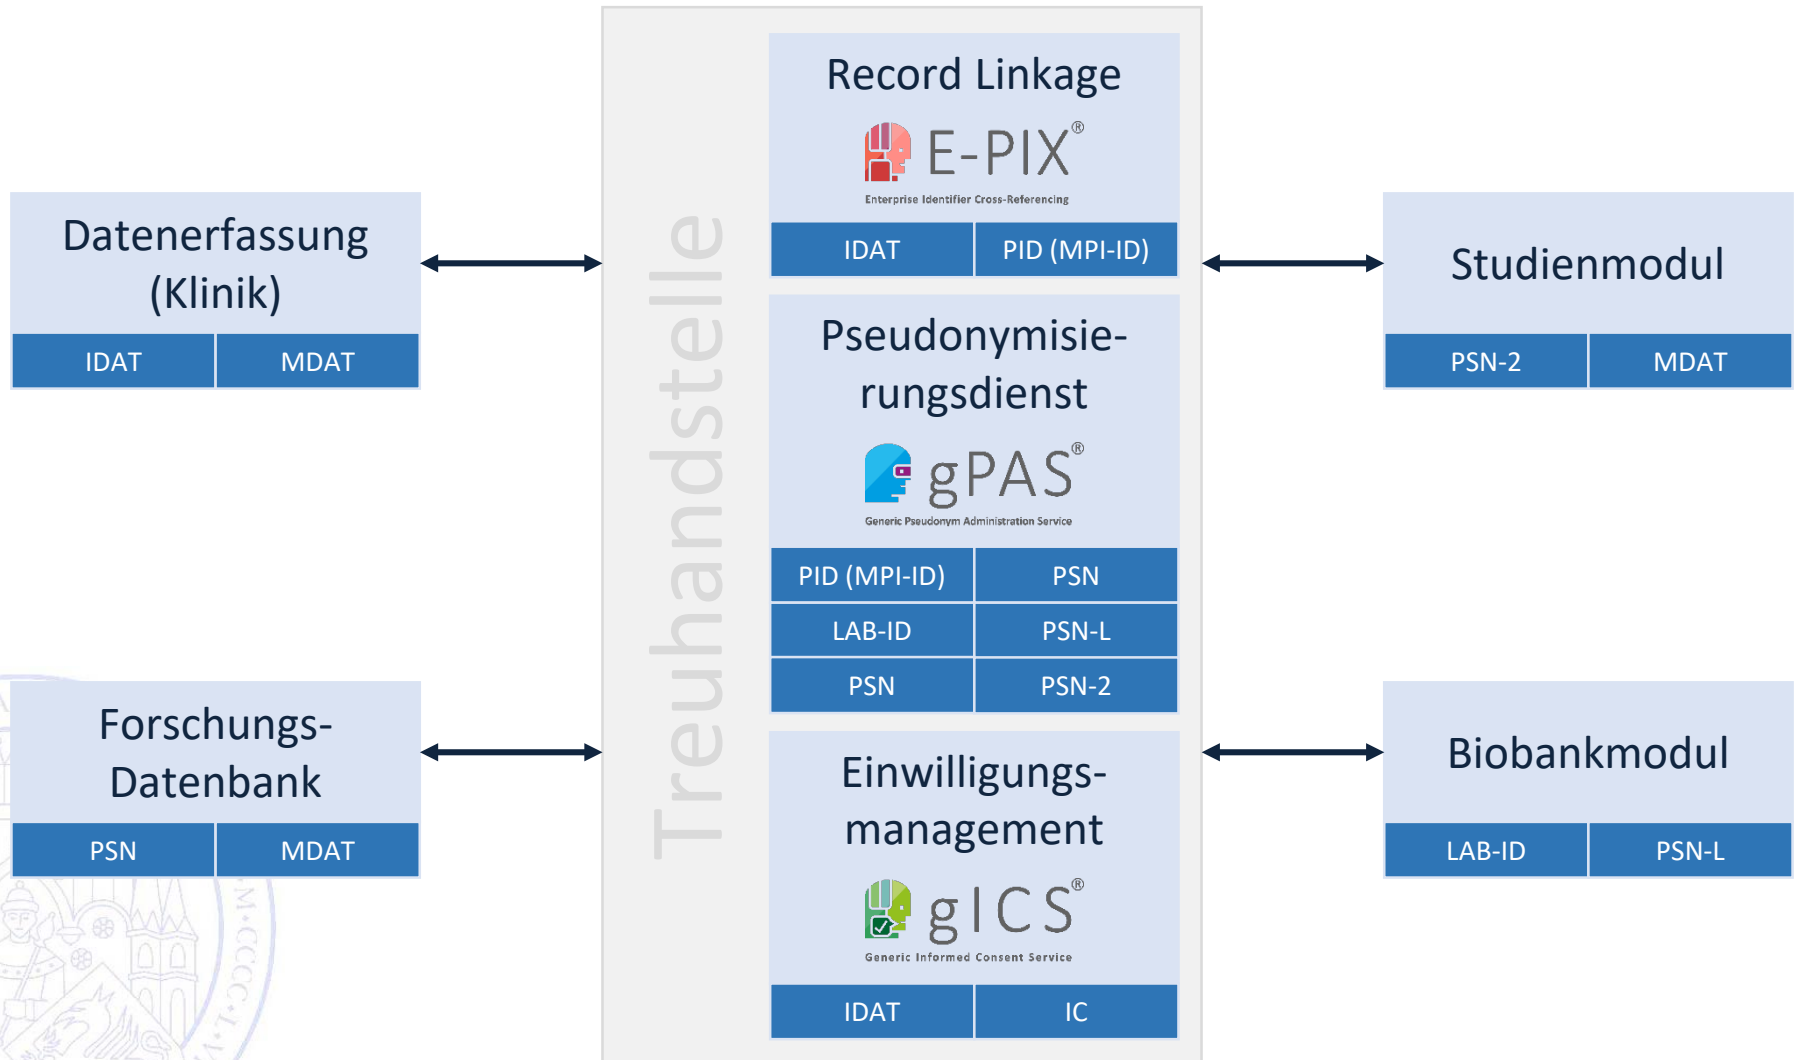 Datenerfassung
(Klinik)
IDAT MDAT
Forschungs-
Datenbank
PSN MDAT
Treuhandstelle
Record Linkage
E-PIX®
Enterprise Identifier Cross-Referencing
IDAT PID (MPI-ID)
Pseudonymisie-
rungsdienst
gPAS®
Generic Pseudonym Administration Service
PID (MPI-ID) PSN
LAB-ID PSN-L
PSN PSN-2
Einwilligungs-
management
gICS®
Generic Informed Consent Service
IDAT IC
Studienmodul
PSN-2 MDAT
Biobankmodul
LAB-ID PSN-L
M·CCCC·L·V